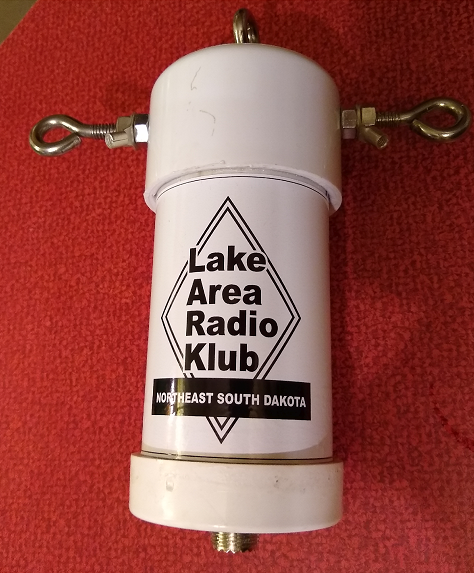 Lake
Area
Radio
Klub
NORTHEAST SOUTH DAKOTA